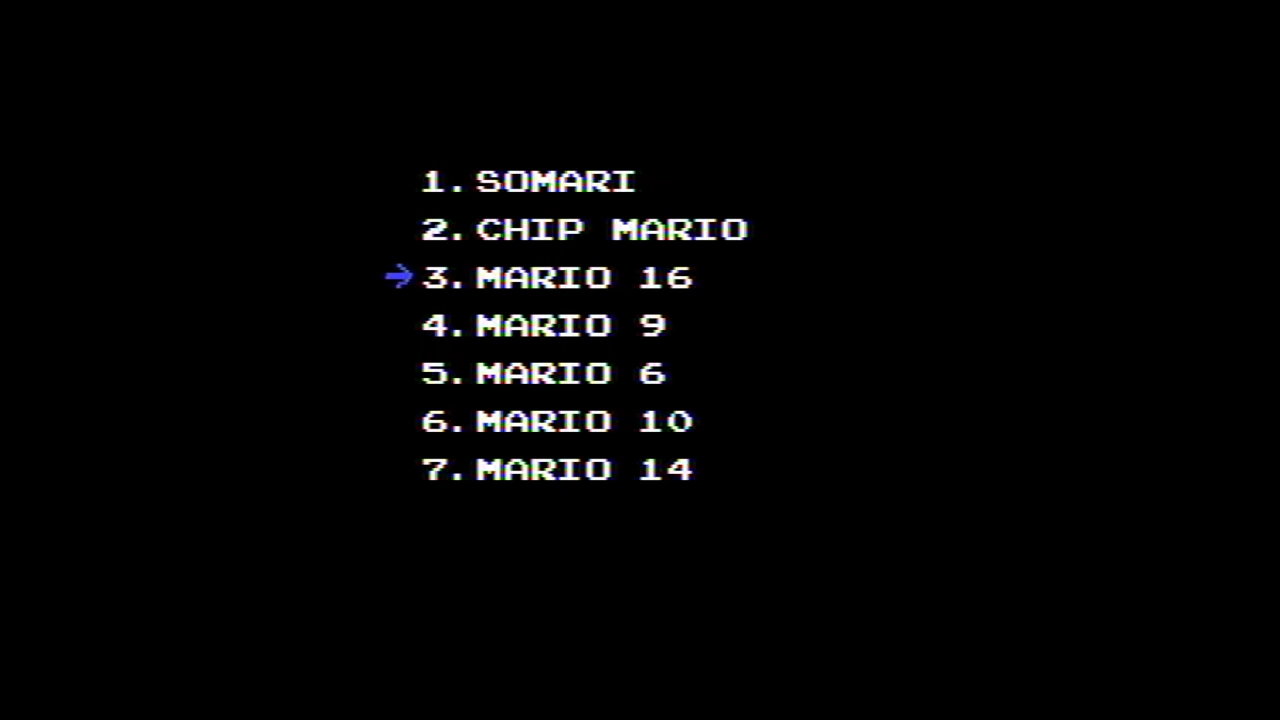 1.SOMARI
2.CHIP MARIO
→3.MARIO 16
4.MARIO 9
5.MARIO 6
6.MARIO 10
7.MARIO 14